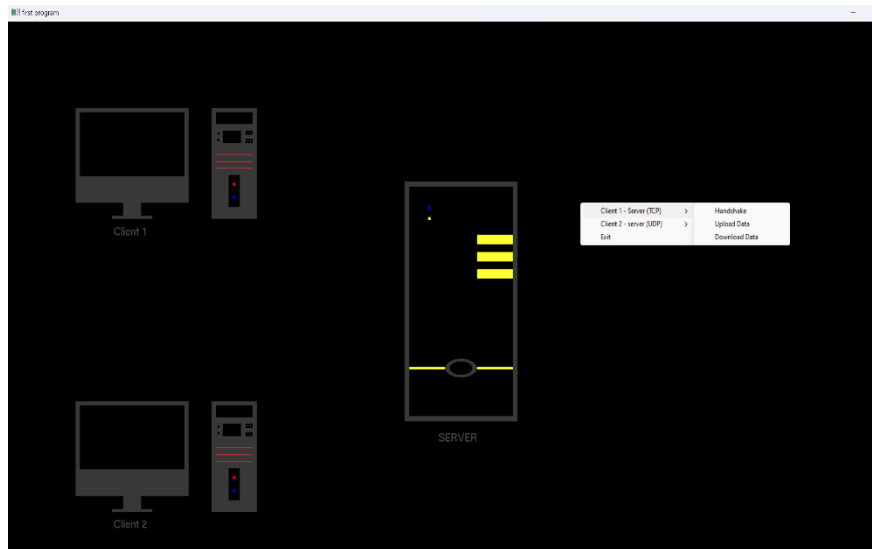 first program
Client 1
Client 1 - Server (TCP) > Handshake
Client 2 - server (UDP) > Upload Data
Exit Download Data
SERVER
Client 2